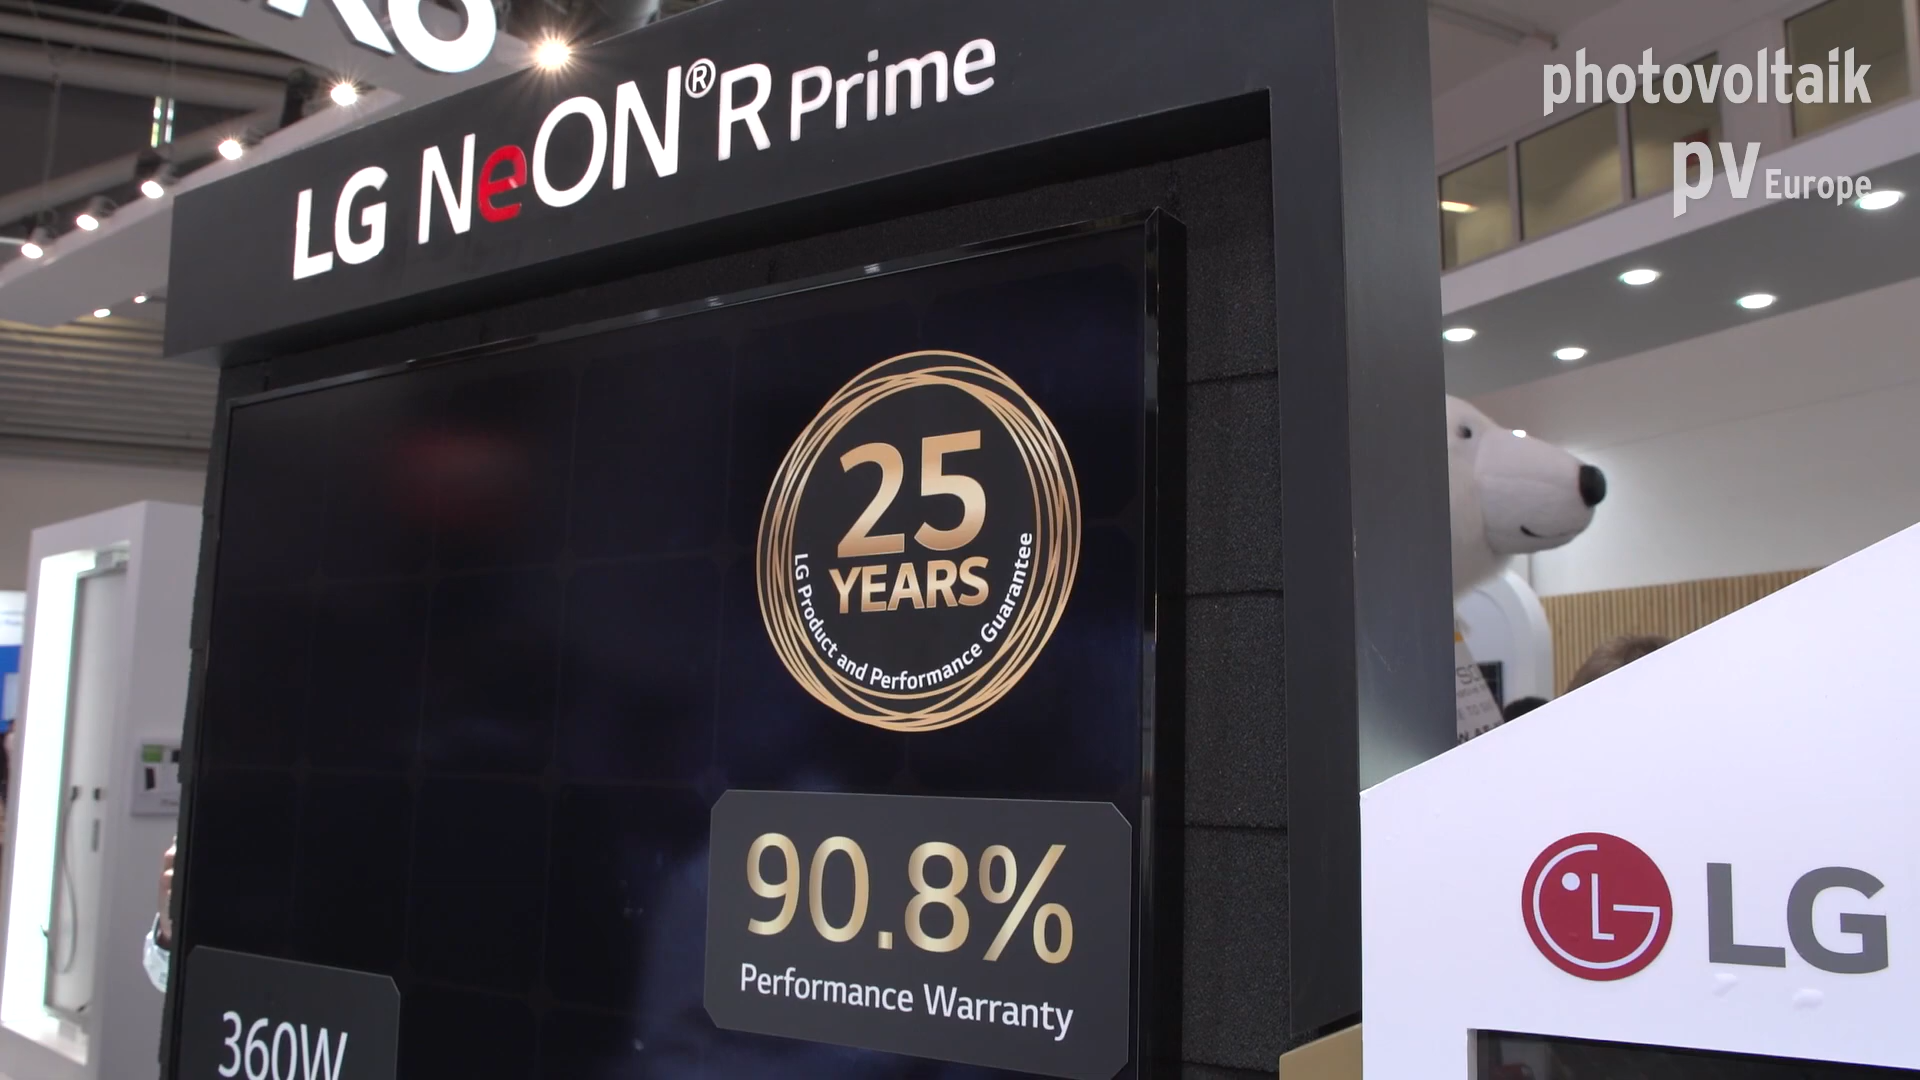 photovoltaik
pv Europe
LG NeON®R Prime
25
YEARS
LG Product and Performance Guarantee
90.8%
Performance Warranty
360W
LG